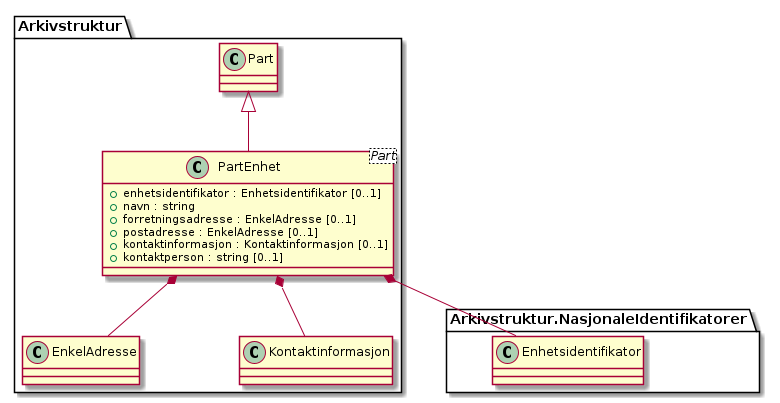 Arkivstruktur
C Part
Part
C PartEnhet
enhetsidentifikator : Enhetsidentifikator [0..1]
navn : string
forretningsadresse : EnkelAdresse [0..1]
postadresse : EnkelAdresse [0..1]
kontaktinformasjon : Kontaktinformasjon [0..1]
kontaktperson : string [0..1]
Arkivstruktur.NasjonaleIdentifikatorer
C EnkelAdresse
C Kontaktinformasjon
C Enhetsidentifikator